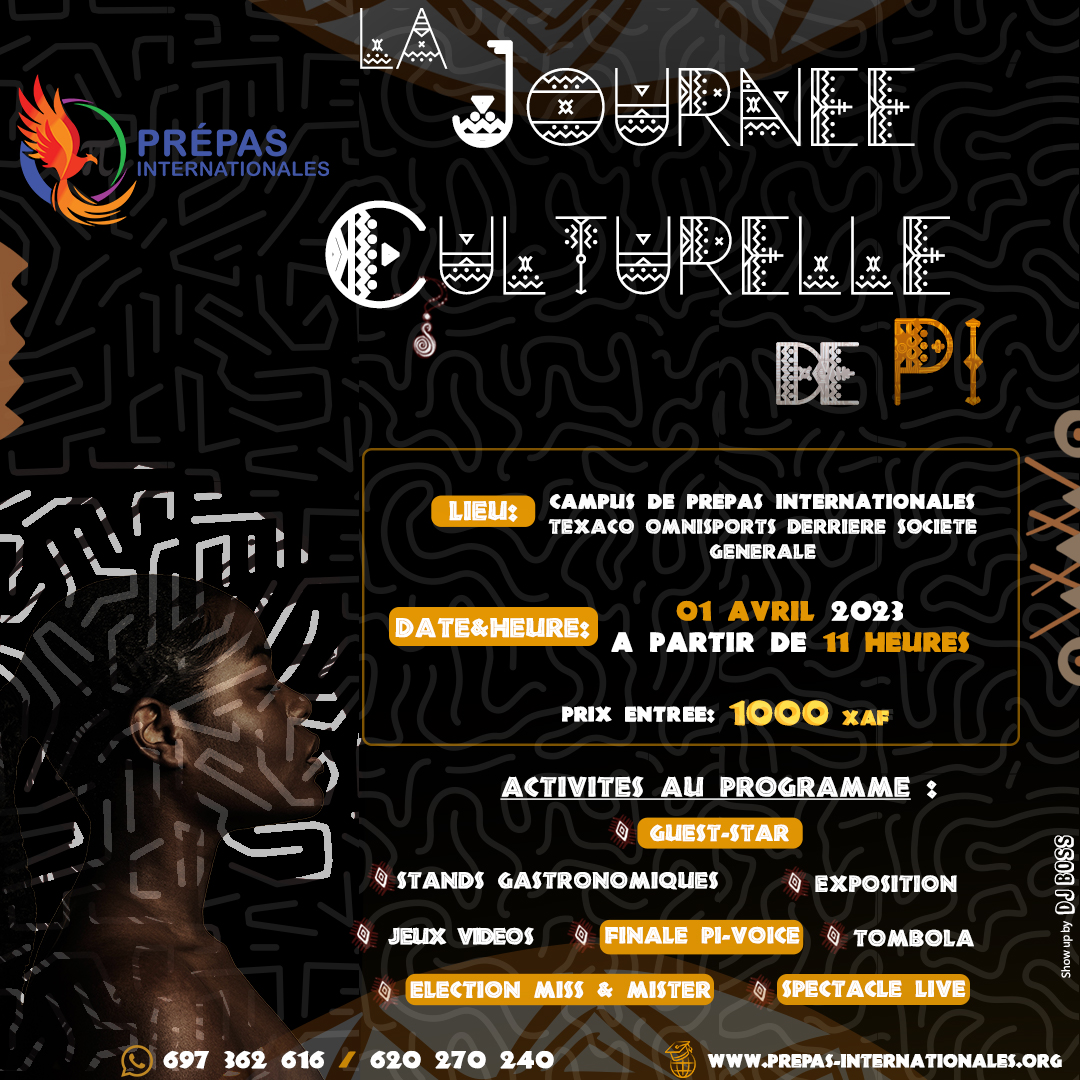 LA
JOURNEE
PRÉPAS
INTERNATIONALES
CULTURELLE
DE PI
LIEU:
CAMPUS DE PREPAS INTERNATIONALES
TEXACO OMNISPORTS DERRIERE SOCIETE
GENERALE
DATE&HEURE:
01 AVRIL 2023
A PARTIR DE 11 HEURES
PRIX ENTREE: 1000 XAF
ACTIVITES AU PROGRAMME :
GUEST-STAR
STANDS GASTRONOMIQUES
EXPOSITION
JEUX VIDEOS
FINALE PI-VOICE
TOMBOLA
ELECTION MISS & MISTER
SPECTACLE LIVE
Show up by DJ BOSS
697 362 616 / 620 270 240
WWW.PREPAS-INTERNATIONALES.ORG